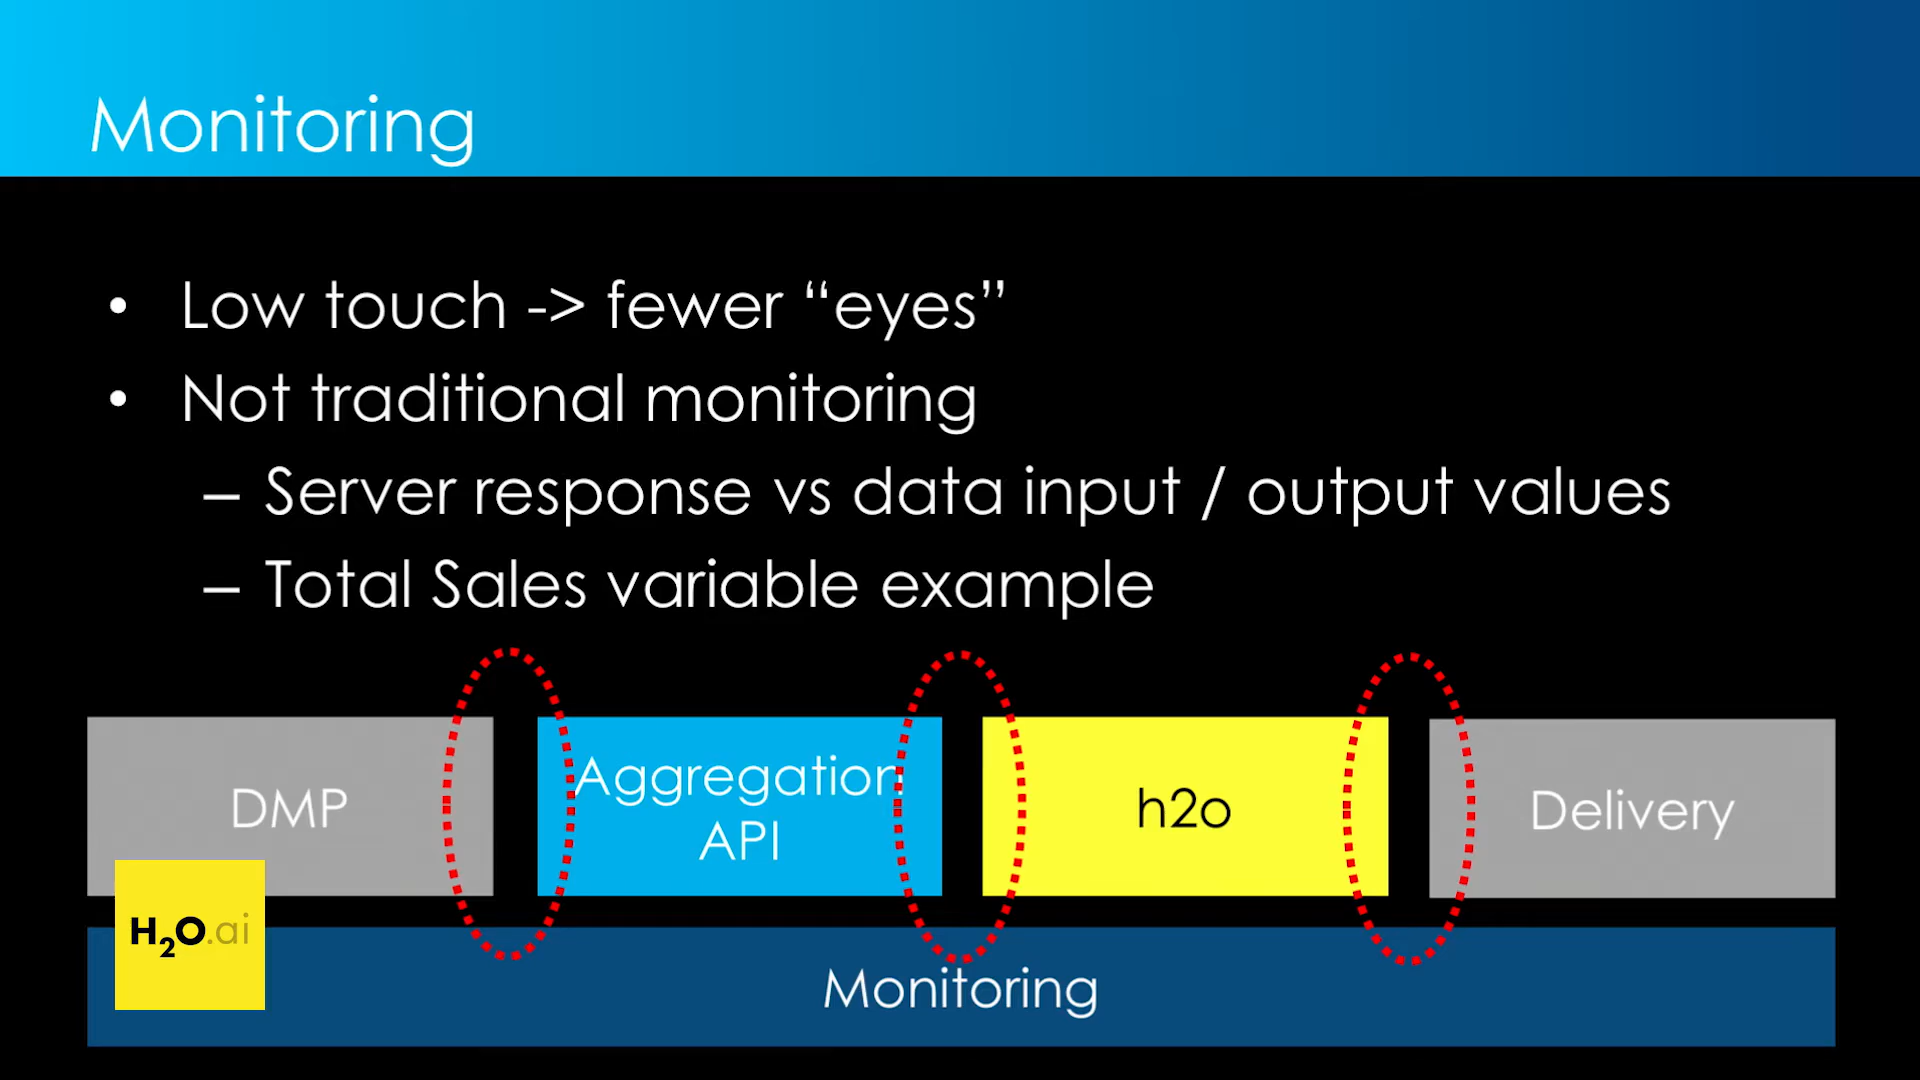 Monitoring
• Low touch -> fewer “eyes”
• Not traditional monitoring
– Server response vs data input / output values
– Total Sales variable example
DMP
Aggregation
API
h2o
Delivery
H2O.ai
Monitoring